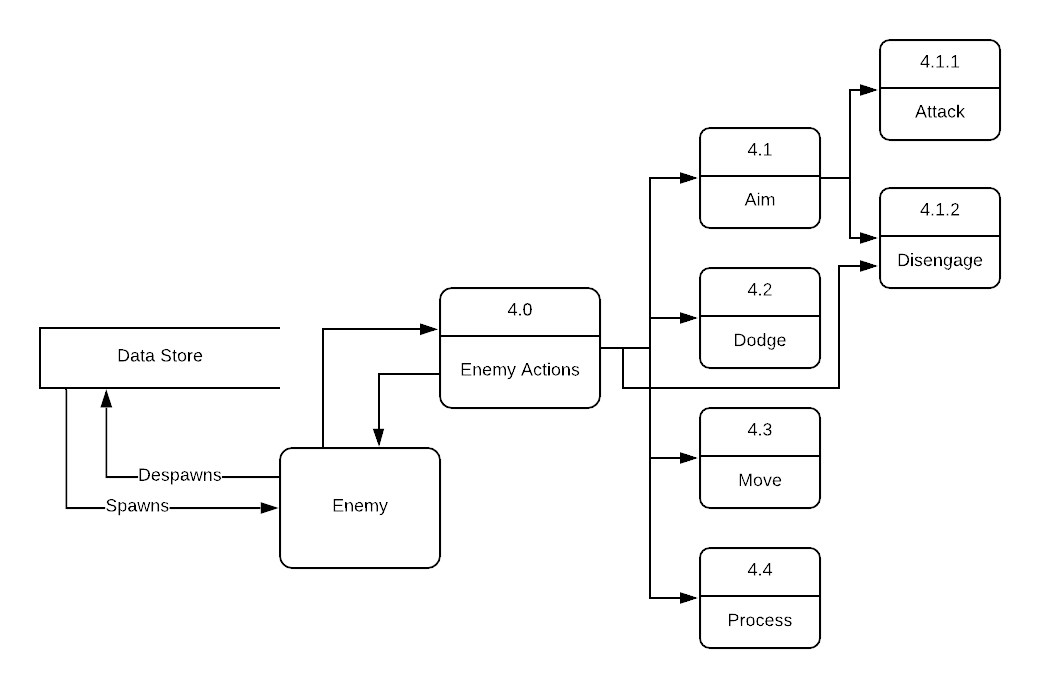 4.1.1
Attack
4.1
Aim
4.1.2
Disengage
4.2
Dodge
4.0
Enemy Actions
Data Store
4.3
Move
Despawns
Spawns
Enemy
4.4
Process